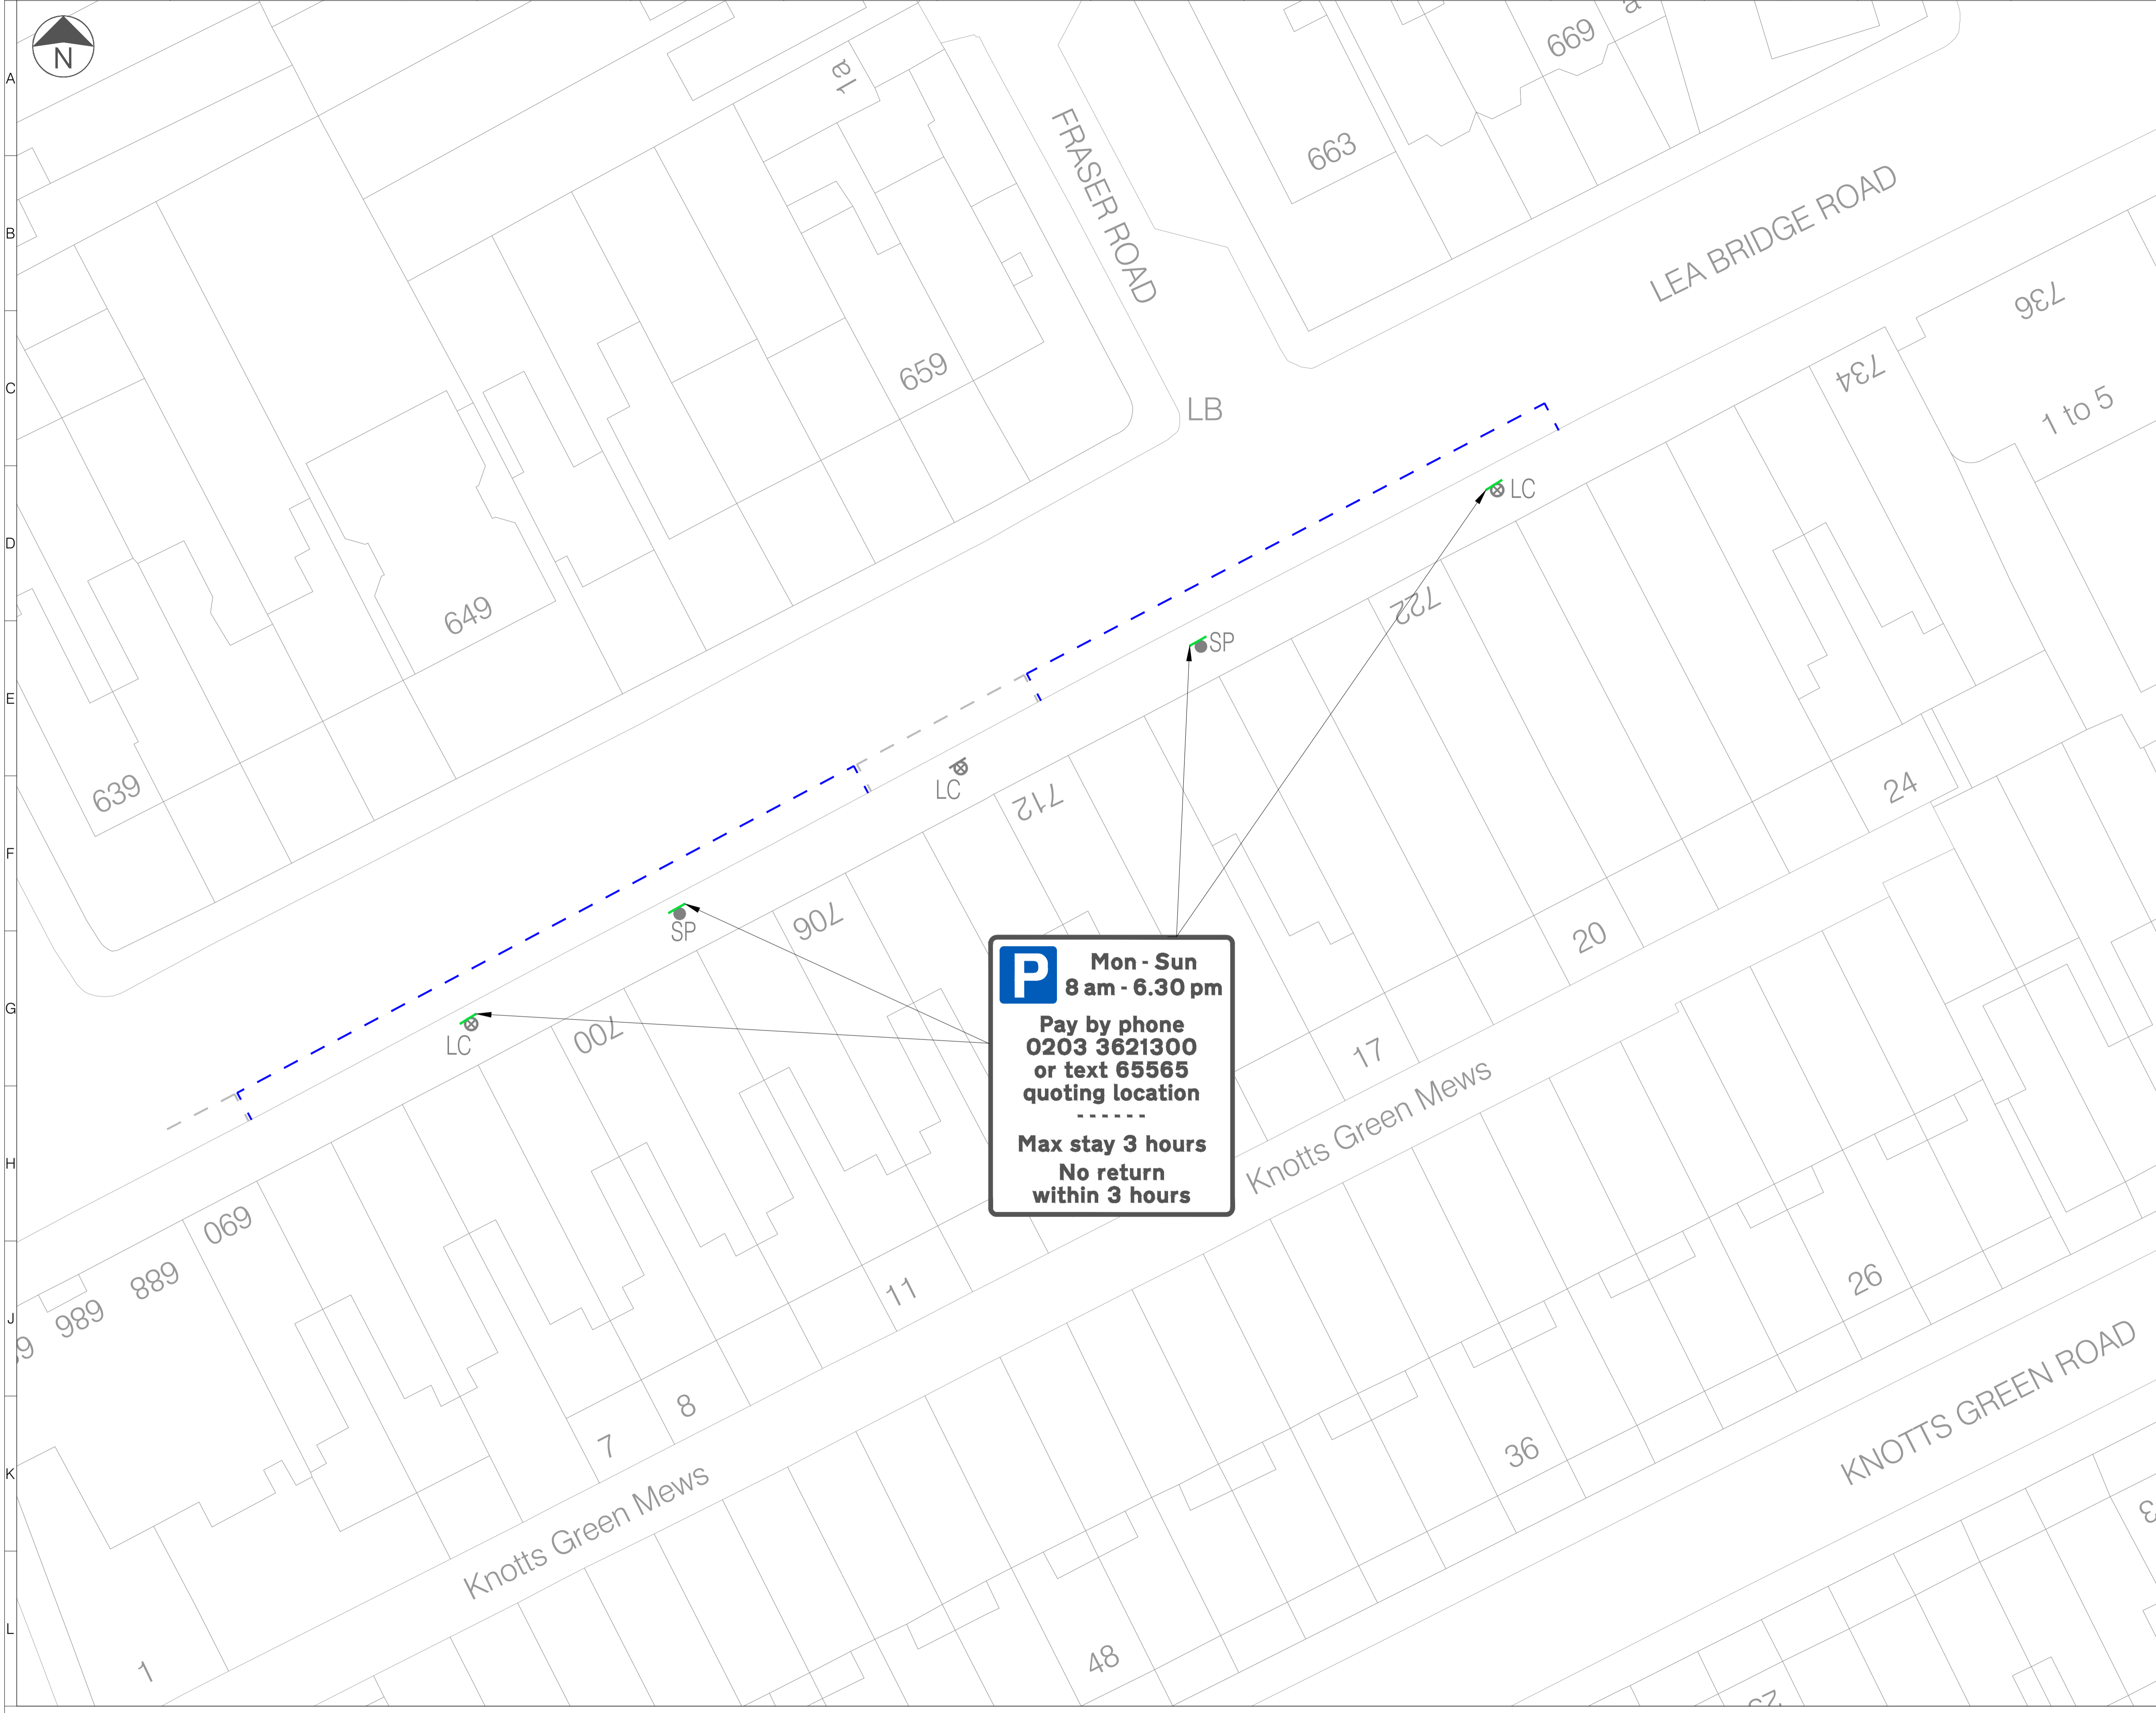 N
A
B
C
D
E
F
G
H
J
K
L
1a
FRASER ROAD
669
a
663
LEA BRIDGE ROAD
659
LB
736
734
1 to 5
649
LC
722
SP
639
LC
712
24
706
SP
20
700
LC
17
P
Mon - Sun
8 am - 6.30 pm
Pay by phone
0203 3621300
or text 65565
quoting location
------
Max stay 3 hours
No return
within 3 hours
Knotts Green Mews
690
688
686
11
26
KNOTTS GREEN ROAD
8
7
36
Knotts Green Mews
48
1